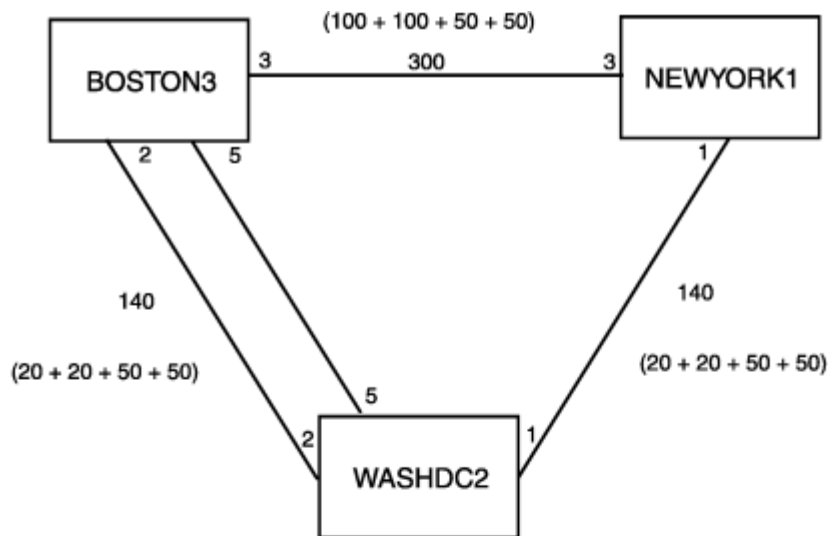 (100 + 100 + 50 + 50)
BOSTON3
3
300
3
NEWYORK1
2
5
1
140
140
(20 + 20 + 50 + 50)
(20 + 20 + 50 + 50)
5
2
1
WASHDC2